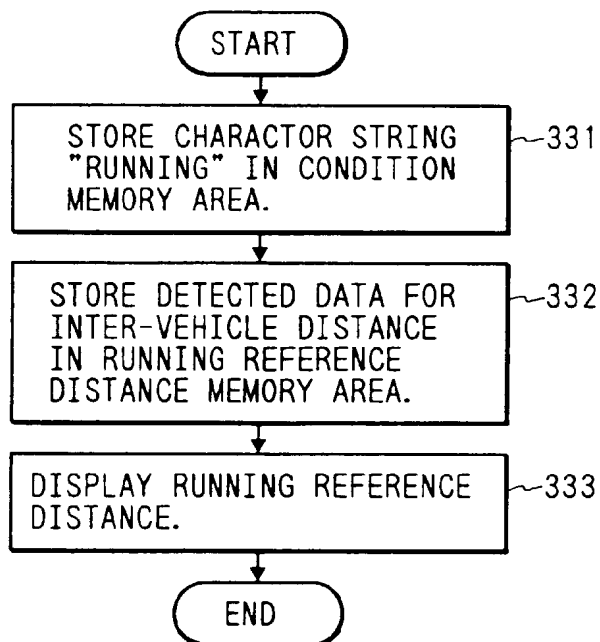 START
STORE CHARACTOR STRING
"RUNNING" IN CONDITION
MEMORY AREA.
331
STORE DETECTED DATA FOR
INTER-VEHICLE DISTANCE
IN RUNNING REFERENCE
DISTANCE MEMORY AREA.
332
DISPLAY RUNNING REFERENCE
DISTANCE.
333
END